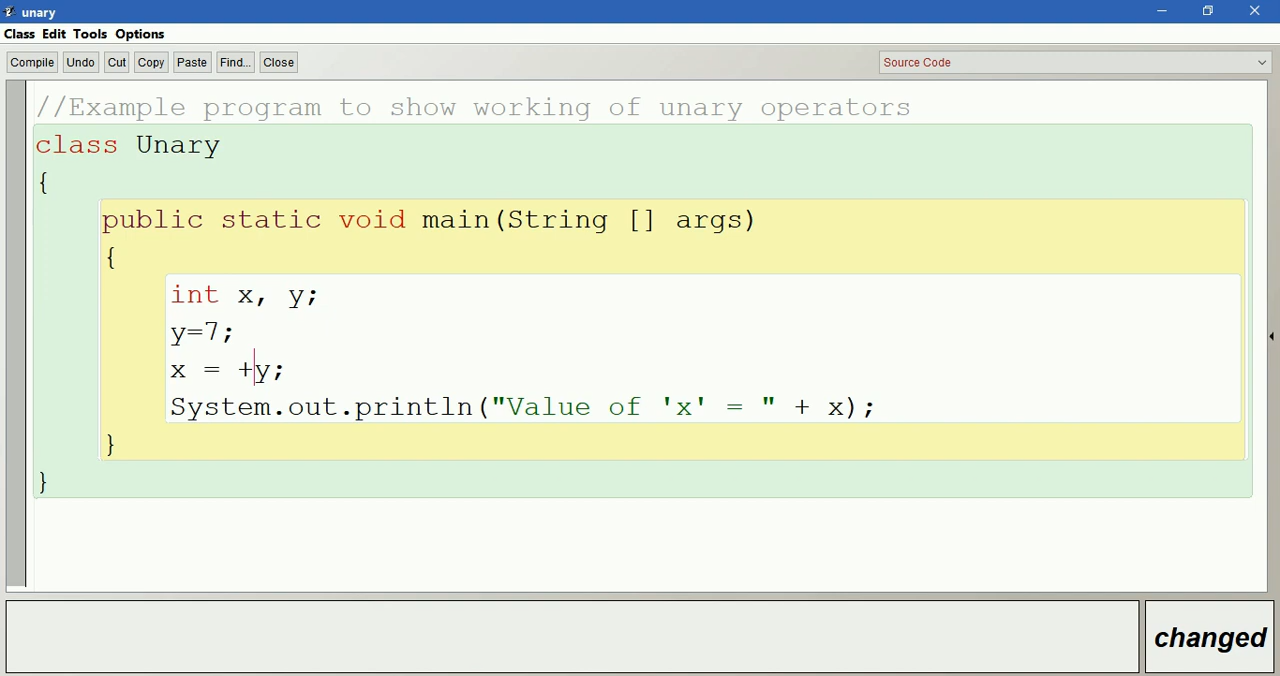 unary
Class Edit Tools Options
Compile Undo Cut Copy Paste Find... Close Source Code
//Example program to show working of unary operators
class Unary
{
public static void main(String [] args)
{
int x, y;
y=7;
x = +y;
System.out.println("Value of 'x' = " + x);
}
}
changed